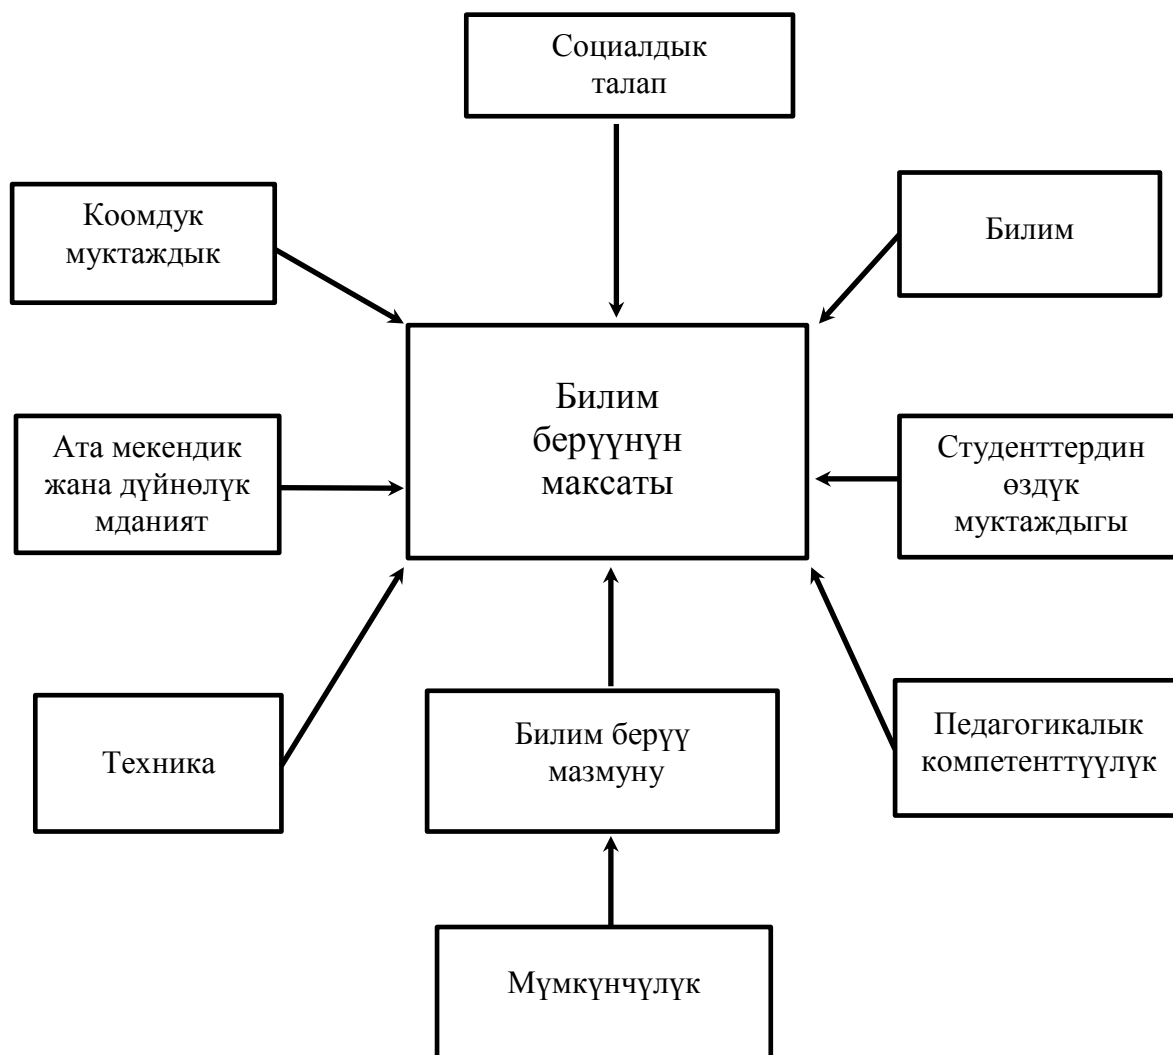 Социалдык
талап
Коомдук
муктаждык
Билим
Билим
берүүнүн
максаты
Ата мекендик
жана дүйнөлүк
мданият
Студенттердин
өздүк
муктаждыгы
Техника
Билим берүү
мазмуну
Педагогикалык
компетенттүүлүк
Мүмкүнчүлүк